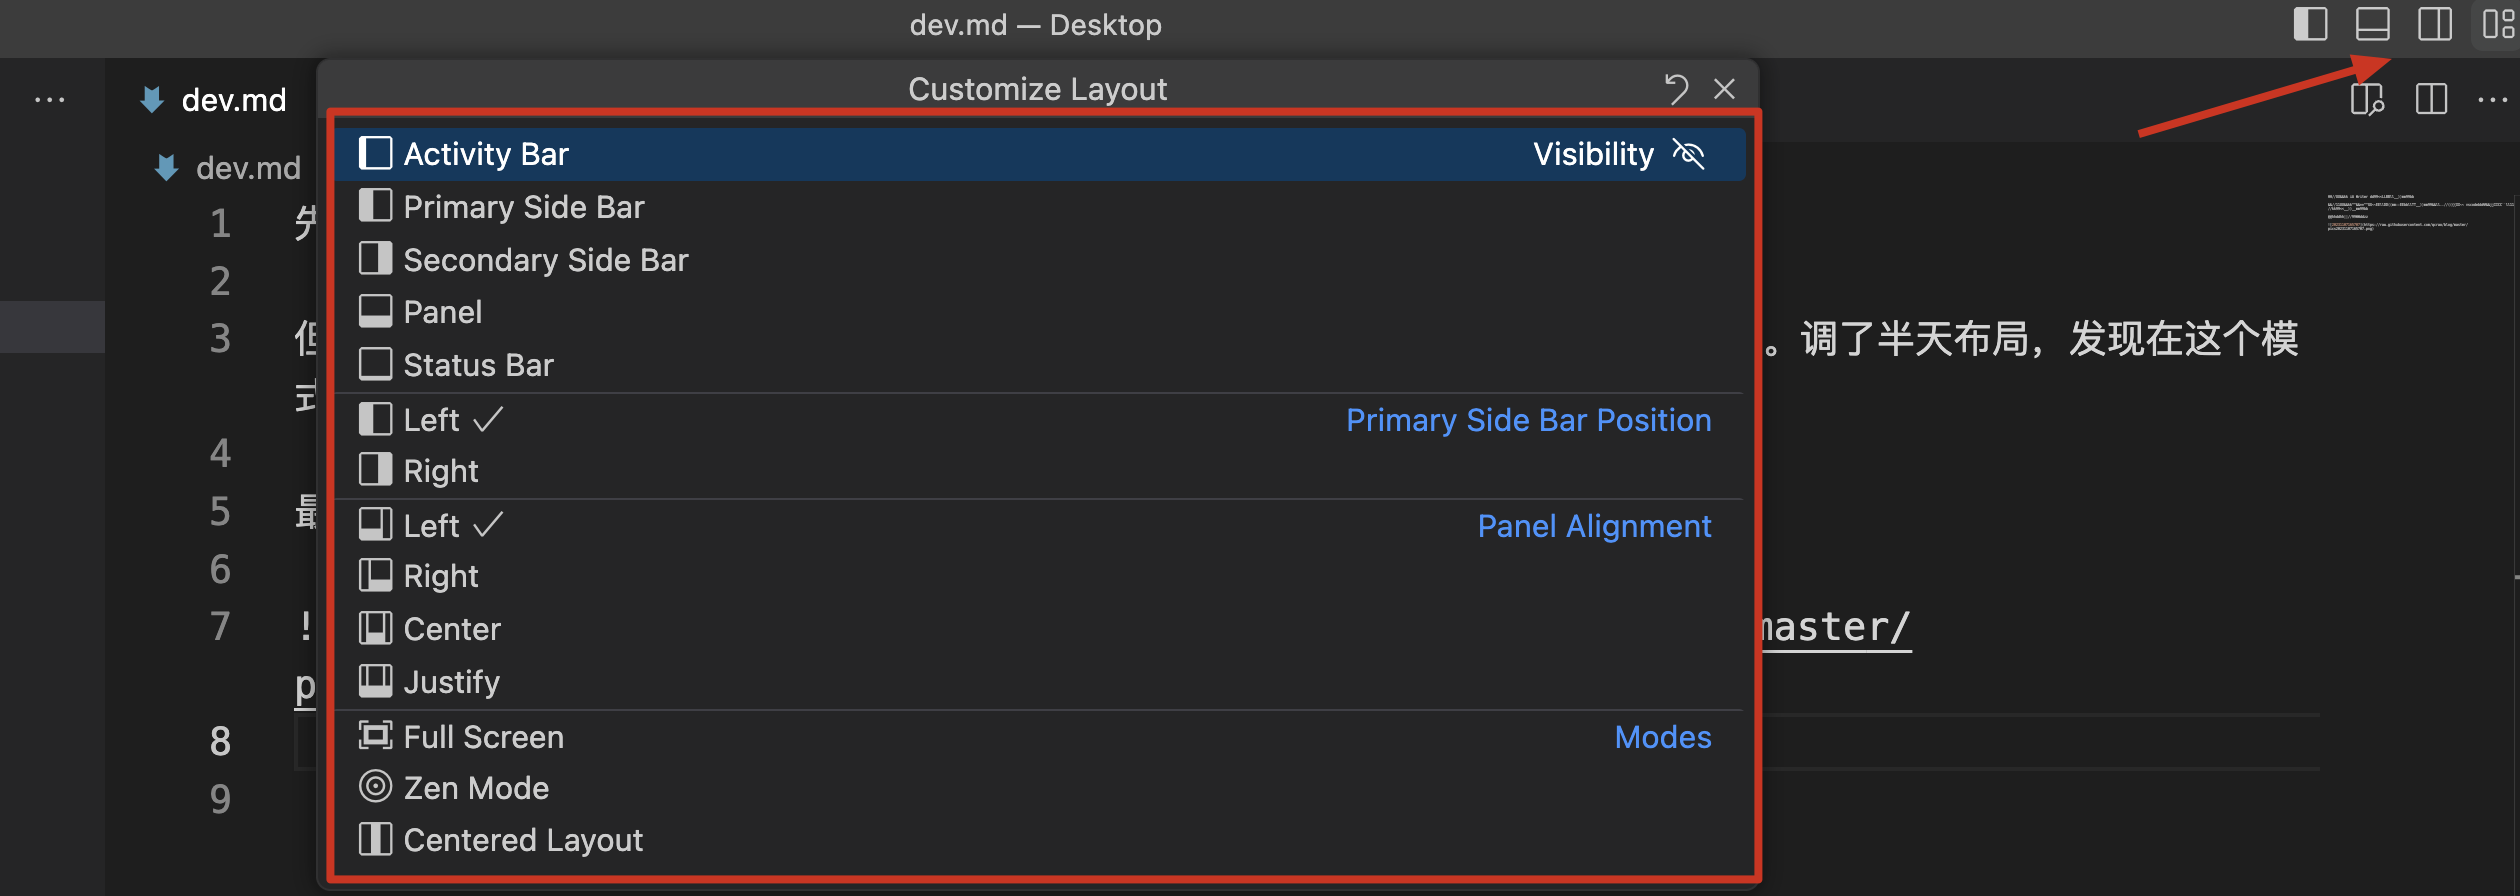 dev.md — Desktop
dev.md
Customize Layout
dev.md
Activity Bar Visibility
Primary Side Bar
Secondary Side Bar
Panel
Status Bar
Left Primary Side Bar Position
Right
Left Panel Alignment
Right
Center
Justify
Full Screen Modes
Zen Mode
Centered Layout
1 先
2
3 但 。调了半天布局，发现在这个模
式
4
5 最
6
7 ! master/
p
8
9